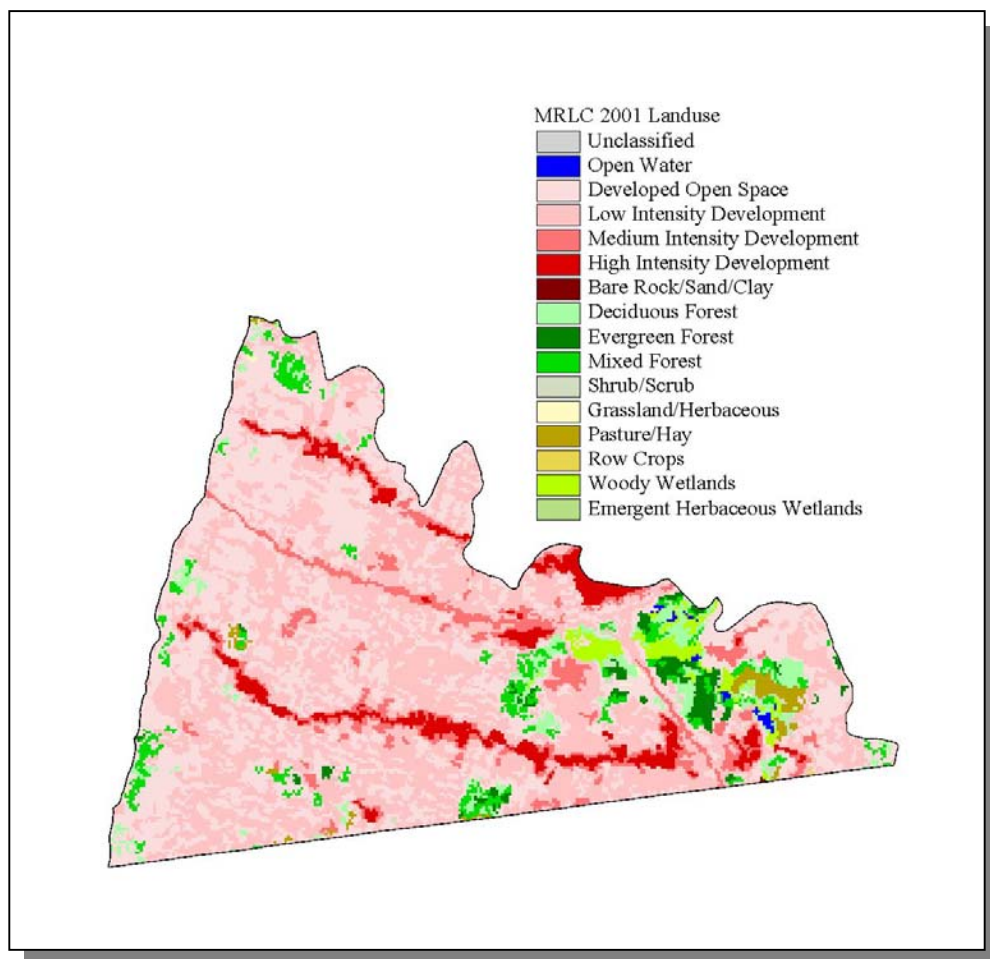 MRLC 2001 Landuse
Unclassified
Open Water
Developed Open Space
Low Intensity Development
Medium Intensity Development
High Intensity Development
Bare Rock/Sand/Clay
Deciduous Forest
Evergreen Forest
Mixed Forest
Shrub/Scrub
Grassland/Herbaceous
Pasture/Hay
Row Crops
Woody Wetlands
Emergent Herbaceous Wetlands